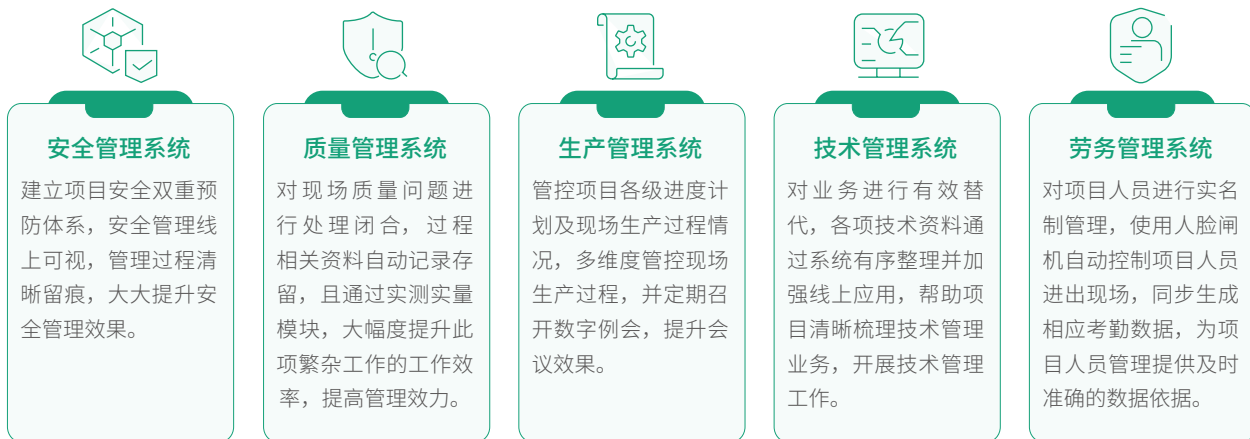 安全管理系统
建立项目安全双重预
防体系，安全管理线
上可视，管理过程清
晰留痕，大大提升安
全管理效果。
质量管理系统
对现场质量问题进
行处理闭合，过程
相关资料自动记录存
留，且通过实测实量
模块，大幅度提升此
项繁杂工作的工作效
率，提高管理效力。
生产管理系统
管控项目各级进度计
划及现场生产过程情
况，多维度管控现场
生产过程，并定期召
开数字例会，提升会
议效果。
技术管理系统
对业务进行有效替
代，各项技术资料通
过系统有序整理并加
强线上应用，帮助项
目清晰梳理技术管理
业务，开展技术管理
工作。
劳务管理系统
对项目人员进行实名
制管理，使用人脸闸
机自动控制项目人员
进出现场，同步生成
相应考勤数据，为项
目人员管理提供及时
准确的数据依据。